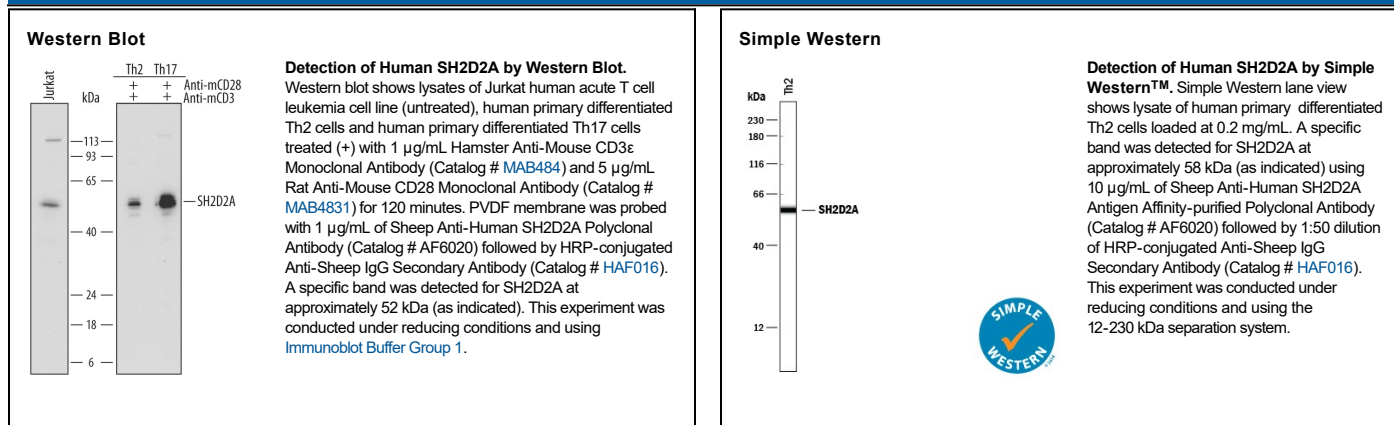 Western Blot
Jurkat
Th2 Th17
+ + Anti-mCD28
kDa + + Anti-mCD3
113
93
65
SH2D2A
40
24
18
6
Detection of Human SH2D2A by Western Blot.
Western blot shows lysates of Jurkat human acute T cell
leukemia cell line (untreated), human primary differentiated
Th2 cells and human primary differentiated Th17 cells
treated (+) with 1 µg/mL Hamster Anti-Mouse CD3ε
Monoclonal Antibody (Catalog # MAB484) and 5 µg/mL
Rat Anti-Mouse CD28 Monoclonal Antibody (Catalog #
MAB4831) for 120 minutes. PVDF membrane was probed
with 1 µg/mL of Sheep Anti-Human SH2D2A Polyclonal
Antibody (Catalog # AF6020) followed by HRP-conjugated
Anti-Sheep IgG Secondary Antibody (Catalog # HAF016).
A specific band was detected for SH2D2A at
approximately 52 kDa (as indicated). This experiment was
conducted under reducing conditions and using
Immunoblot Buffer Group 1.
Simple Western
Th2
kDa
230
180
116
66
SH2D2A
40
12
SIMPLE
WESTERN
Detection of Human SH2D2A by Simple
Western™. Simple Western lane view
shows lysate of human primary differentiated
Th2 cells loaded at 0.2 mg/mL. A specific
band was detected for SH2D2A at
approximately 58 kDa (as indicated) using
10 µg/mL of Sheep Anti-Human SH2D2A
Antigen Affinity-purified Polyclonal Antibody
(Catalog # AF6020) followed by 1:50 dilution
of HRP-conjugated Anti-Sheep IgG
Secondary Antibody (Catalog # HAF016).
This experiment was conducted under
reducing conditions and using the
12-230 kDa separation system.